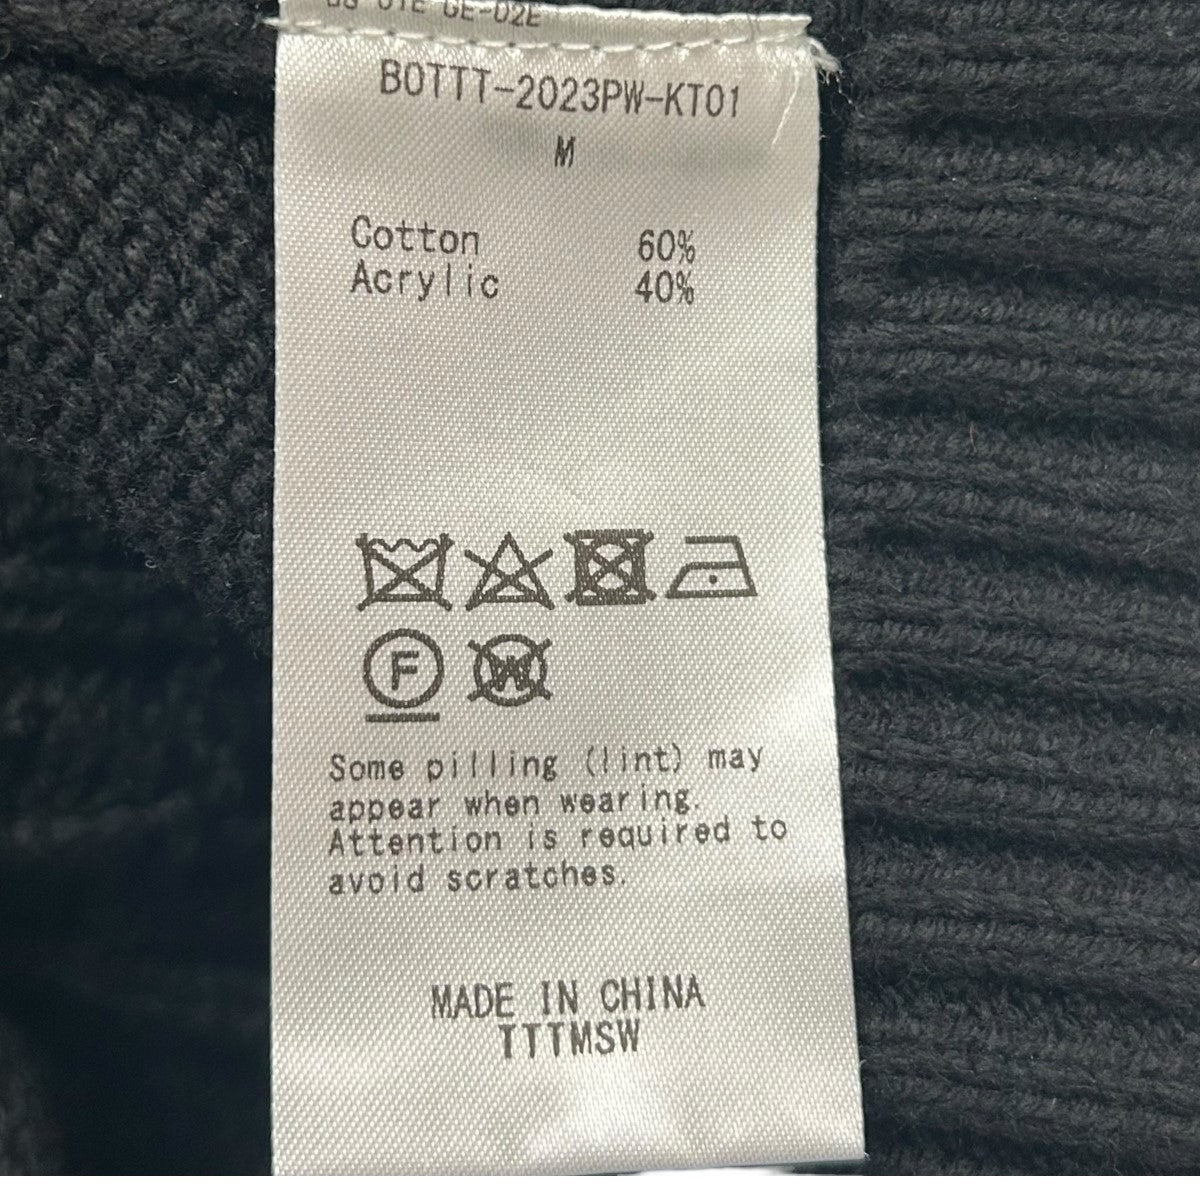 BOTTT-2023PW-KT01
M
Cotton 60%
Acrylic 40%
F
W
Some pilling (lint) may
appear when wearing.
Attention is required to
avoid scratches.
MADE IN CHINA
TTTMSW